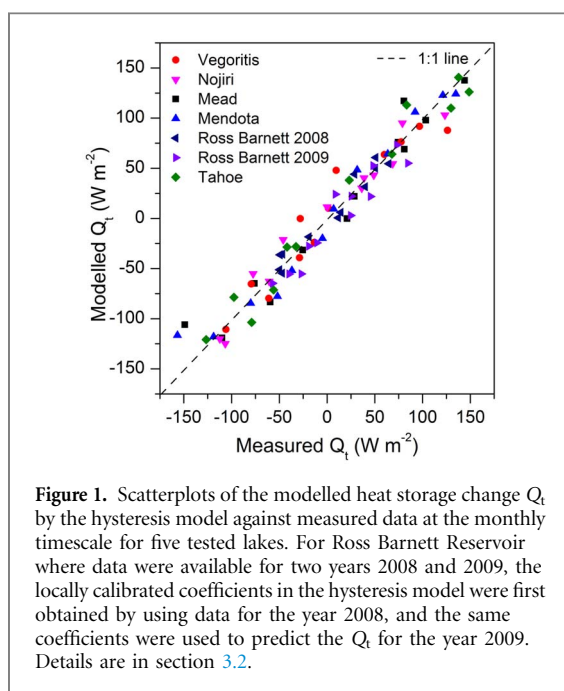 1:1 line
Vegoritis
Nojiri
Mead
Mendota
Ross Barnett 2008
Ross Barnett 2009
Tahoe
Modelled Qt (W m-2)
150
100
50
0
-50
-100
-150
-150 -100 -50 0 50 100 150
Measured Qt (W m-2)
Figure 1. Scatterplots of the modelled heat storage change Qt
by the hysteresis model against measured data at the monthly
timescale for five tested lakes. For Ross Barnett Reservoir
where data were available for two years 2008 and 2009, the
locally calibrated coefficients in the hysteresis model were first
obtained by using data for the year 2008, and the same
coefficients were used to predict the Qt for the year 2009.
Details are in section 3.2.